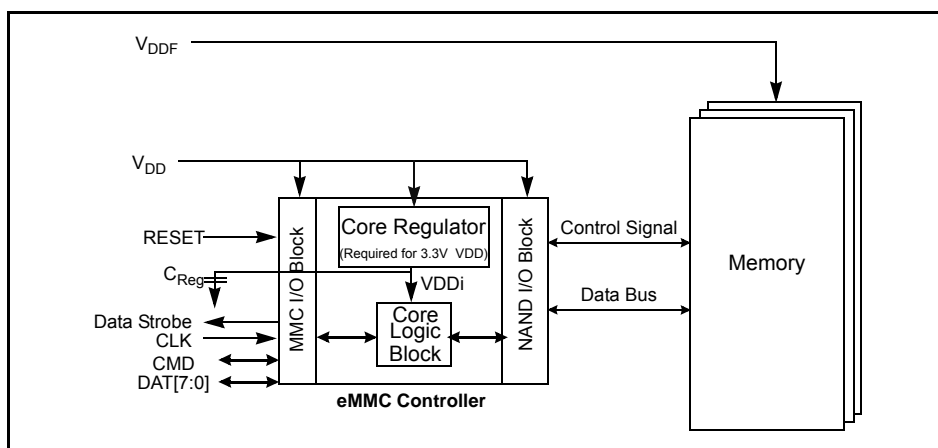 VDDF
VDD
RESET
CReg
Data Strobe
CLK
CMD
DAT[7:0]
MMC I/O Block
Core Regulator
(Required for 3.3V VDD)
VDDi
Core
Logic
Block
NAND I/O Block
Control Signal
Data Bus
Memory
eMMC Controller